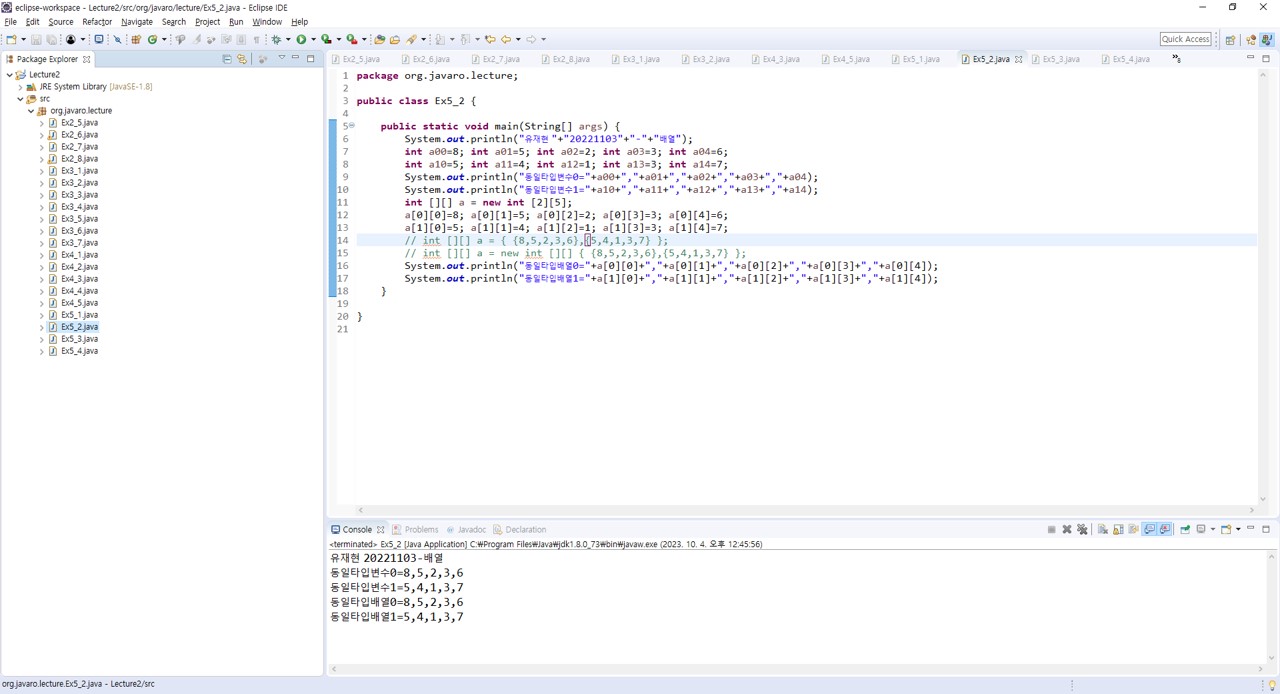 eclipse-workspace - Lecture2/src/org/javaro/lecture/Ex5_2.java - Eclipse IDE
File Edit Source Refactor Navigate Search Project Run Window Help
Quick Access
Package Explorer
Lecture2
JRE System Library [JavaSE-1.8]
src
org.javaro.lecture
Ex2_5.java
Ex2_6.java
Ex2_7.java
Ex2_8.java
Ex3_1.java
Ex3_2.java
Ex3_3.java
Ex3_4.java
Ex3_5.java
Ex3_6.java
Ex3_7.java
Ex4_1.java
Ex4_2.java
Ex4_3.java
Ex4_4.java
Ex4_5.java
Ex5_1.java
Ex5_2.java
Ex5_3.java
Ex5_4.java
Ex2_5.java Ex2_6.java Ex2_7.java Ex2_8.java Ex3_1.java Ex3_2.java Ex4_3.java Ex4_5.java Ex5_1.java Ex5_2.java Ex5_3.java Ex5_4.java
1 package org.javaro.lecture;
2
3 public class Ex5_2 {
4
5 public static void main(String[] args) {
6 System.out.println("유재현 "+"20221103"+"-"+"배열");
7 int a00=8; int a01=5; int a02=2; int a03=3; int a04=6;
8 int a10=5; int a11=4; int a12=1; int a13=3; int a14=7;
9 System.out.println("동일타입변수0="+a00+","+a01+","+a02+","+a03+","+a04);
10 System.out.println("동일타입변수1="+a10+","+a11+","+a12+","+a13+","+a14);
11 int [][] a = new int [2][5];
12 a[0][0]=8; a[0][1]=5; a[0][2]=2; a[0][3]=3; a[0][4]=6;
13 a[1][0]=5; a[1][1]=4; a[1][2]=1; a[1][3]=3; a[1][4]=7;
14 // int [][] a = { {8,5,2,3,6},{5,4,1,3,7} };
15 // int [][] a = new int [][] { {8,5,2,3,6},{5,4,1,3,7} };
16 System.out.println("동일타입배열0="+a[0][0]+","+a[0][1]+","+a[0][2]+","+a[0][3]+","+a[0][4]);
17 System.out.println("동일타입배열1="+a[1][0]+","+a[1][1]+","+a[1][2]+","+a[1][3]+","+a[1][4]);
18 }
19
20 }
21
Console Problems Javadoc Declaration
<terminated> Ex5_2 [Java Application] C:₩Program Files₩Java₩jdk1.8.0_73₩bin₩javaw.exe (2023. 10. 4. 오후 12:45:56)
유재현 20221103-배열
동일타입변수0=8,5,2,3,6
동일타입변수1=5,4,1,3,7
동일타입배열0=8,5,2,3,6
동일타입배열1=5,4,1,3,7
org.javaro.lecture.Ex5_2.java - Lecture2/src